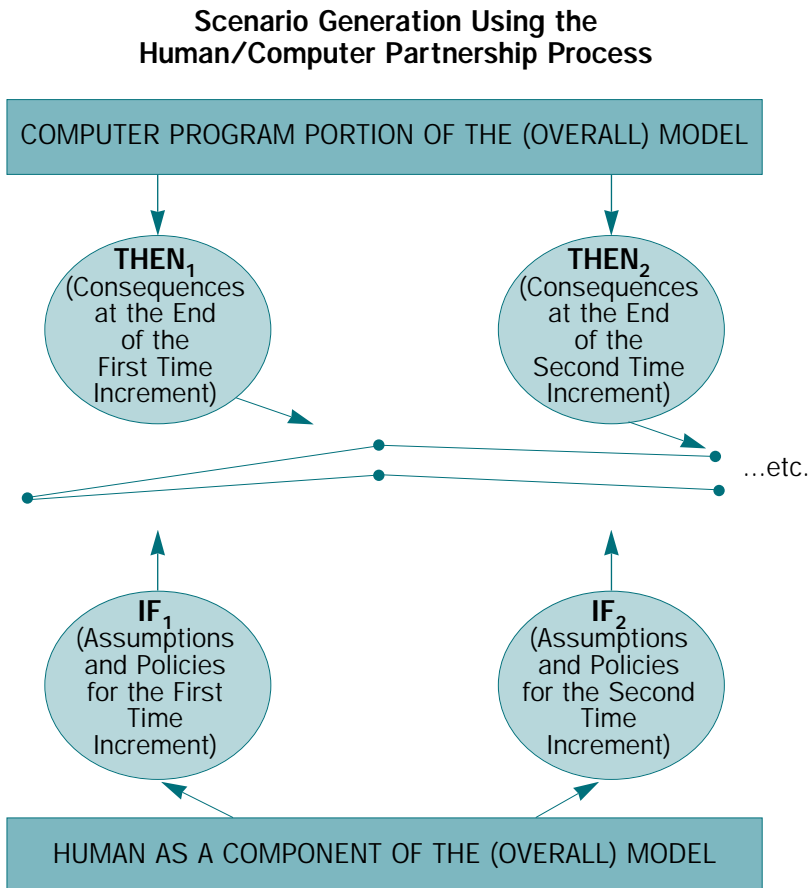 Scenario Generation Using the
Human/Computer Partnership Process
COMPUTER PROGRAM PORTION OF THE (OVERALL) MODEL
THEN₁
(Consequences
at the End
of the
First Time
Increment)
THEN₂
(Consequences
at the End
of the
Second Time
Increment)
...etc.
IF₁
(Assumptions
and Policies
for the First
Time
Increment)
IF₂
(Assumptions
and Policies
for the Second
Time
Increment)
HUMAN AS A COMPONENT OF THE (OVERALL) MODEL